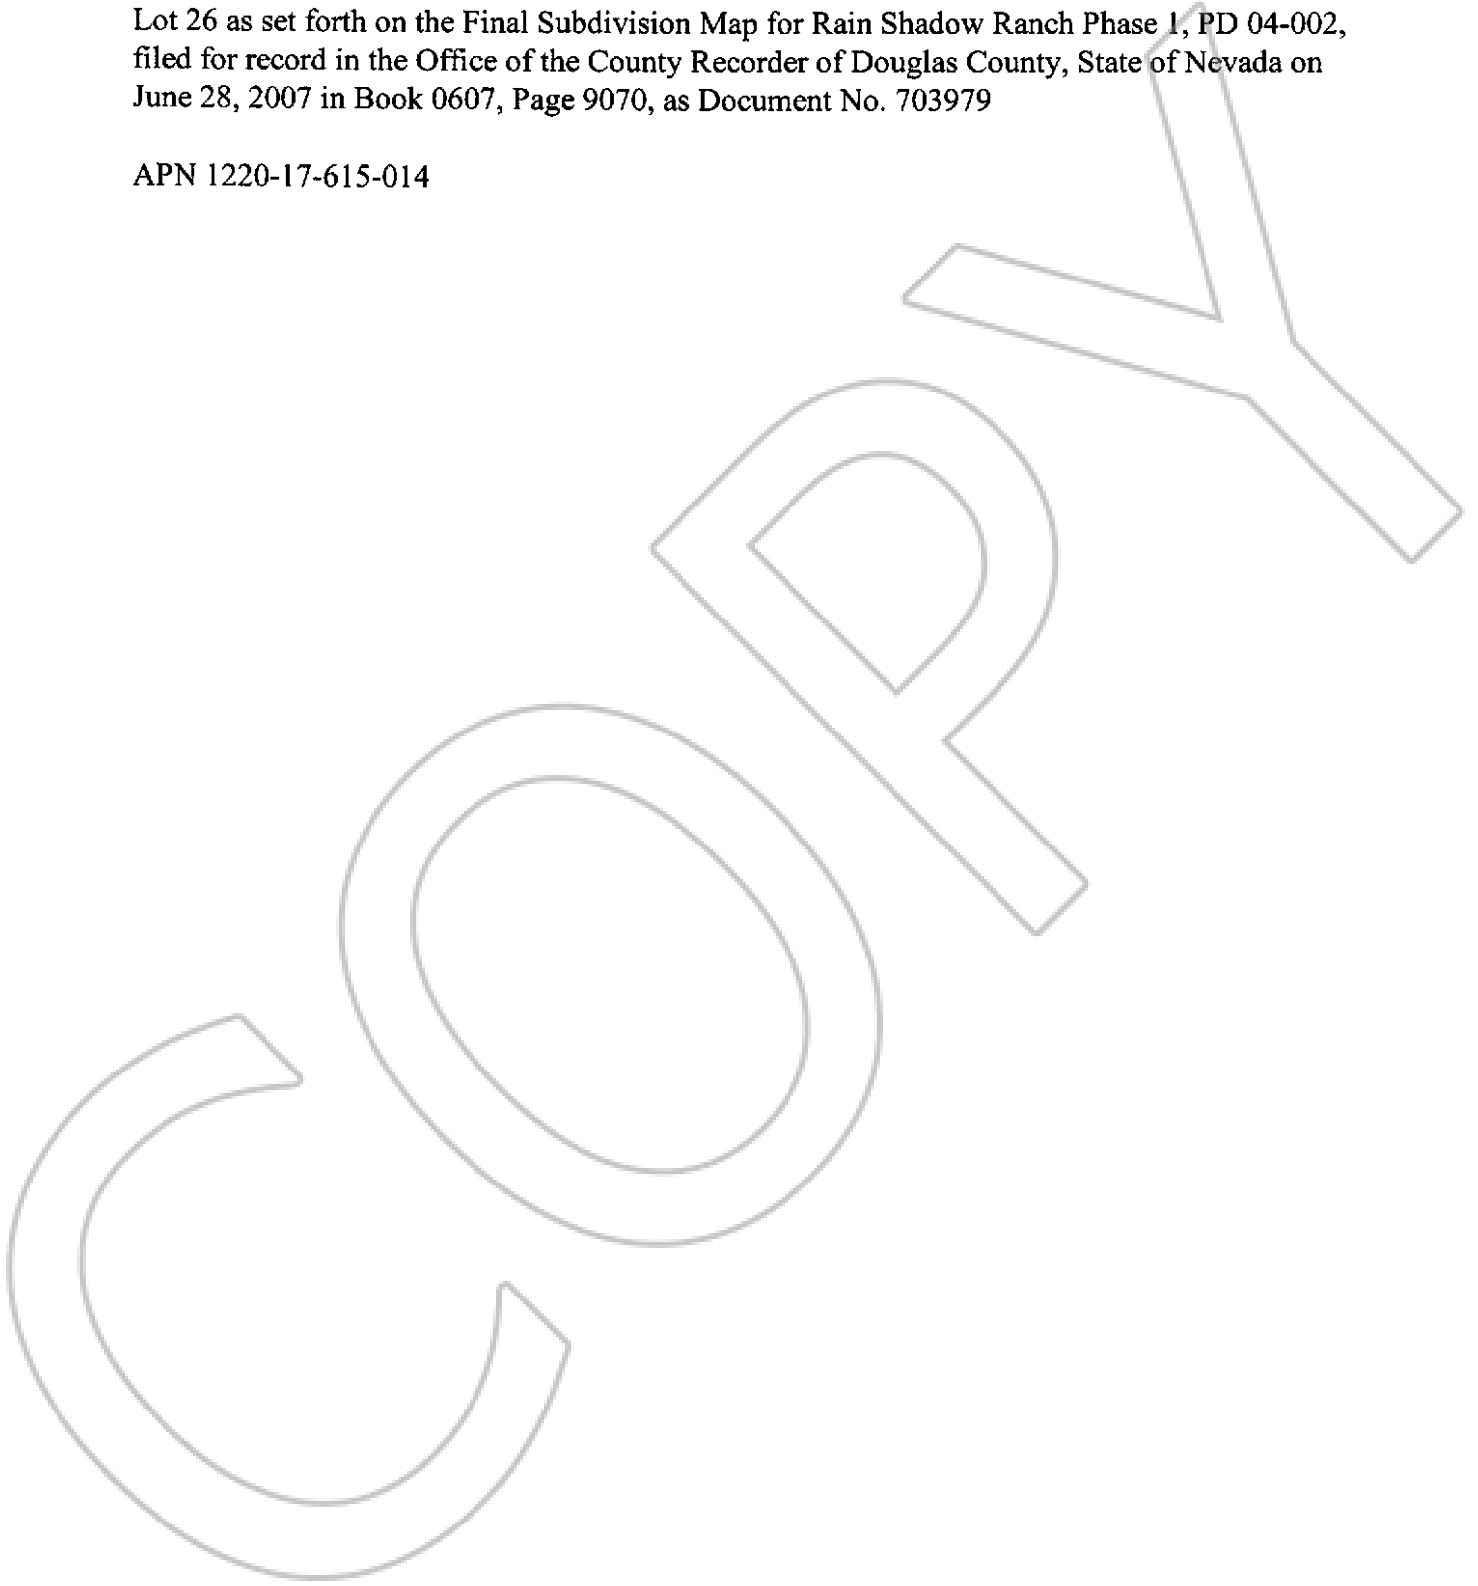 Lot 26 as set forth on the Final Subdivision Map for Rain Shadow Ranch Phase 1, PD 04-002,
filed for record in the Office of the County Recorder of Douglas County, State of Nevada on
June 28, 2007 in Book 0607, Page 9070, as Document No. 703979
APN 1220-17-615-014
COPY